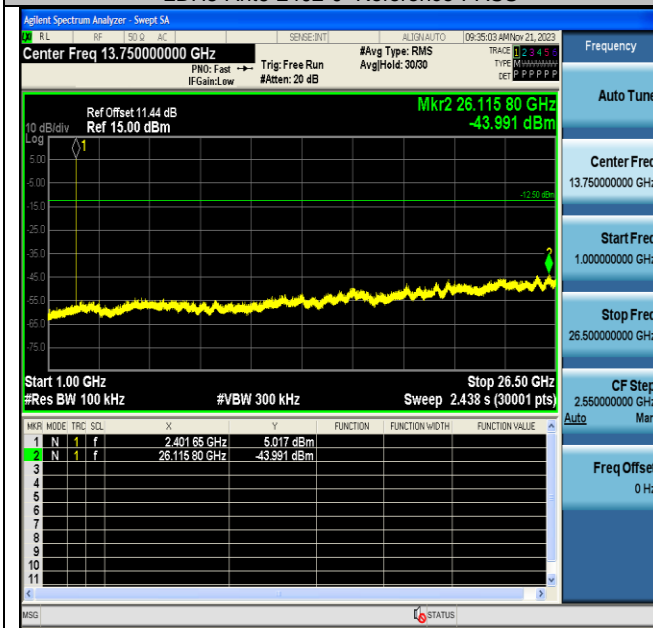 Agilent Spectrum Analyzer - Swept SA
RL RF 50 Ω AC SENSE:INT ALIGNAUTO 09:35:03 AM Nov 21, 2023
Center Freq 13.750000000 GHz #Avg Type: RMS TRACE 1 2 3 4 5 6
PNO: Fast Trig: Free Run Avg|Hold: 30/30 TYPE M
IFGain:Low #Atten: 20 dB DET P P P P P
Frequency
Auto Tune
Ref Offset 11.44 dB Mkr2 26.115 80 GHz
10 dB/div Ref 15.00 dBm -43.991 dBm
Log
1
5.00
-5.00
-12.50 dBm
-15.0
-25.0
-35.0
2
-45.0
-55.0
-65.0
-75.0
Center Freq
13.750000000 GHz
Start Freq
1.000000000 GHz
Stop Freq
26.500000000 GHz
Start 1.00 GHz Stop 26.50 GHz
#Res BW 100 kHz #VBW 300 kHz Sweep 2.438 s (30001 pts)
CF Step
2.550000000 GHz
Auto Man
Freq Offset
0 Hz
MKR MODE TRC SCL X Y FUNCTION FUNCTION WIDTH FUNCTION VALUE
1 N 1 f 2.401 65 GHz 5.017 dBm
2 N 1 f 26.115 80 GHz -43.991 dBm
3
4
5
6
7
8
9
10
11
MSG STATUS